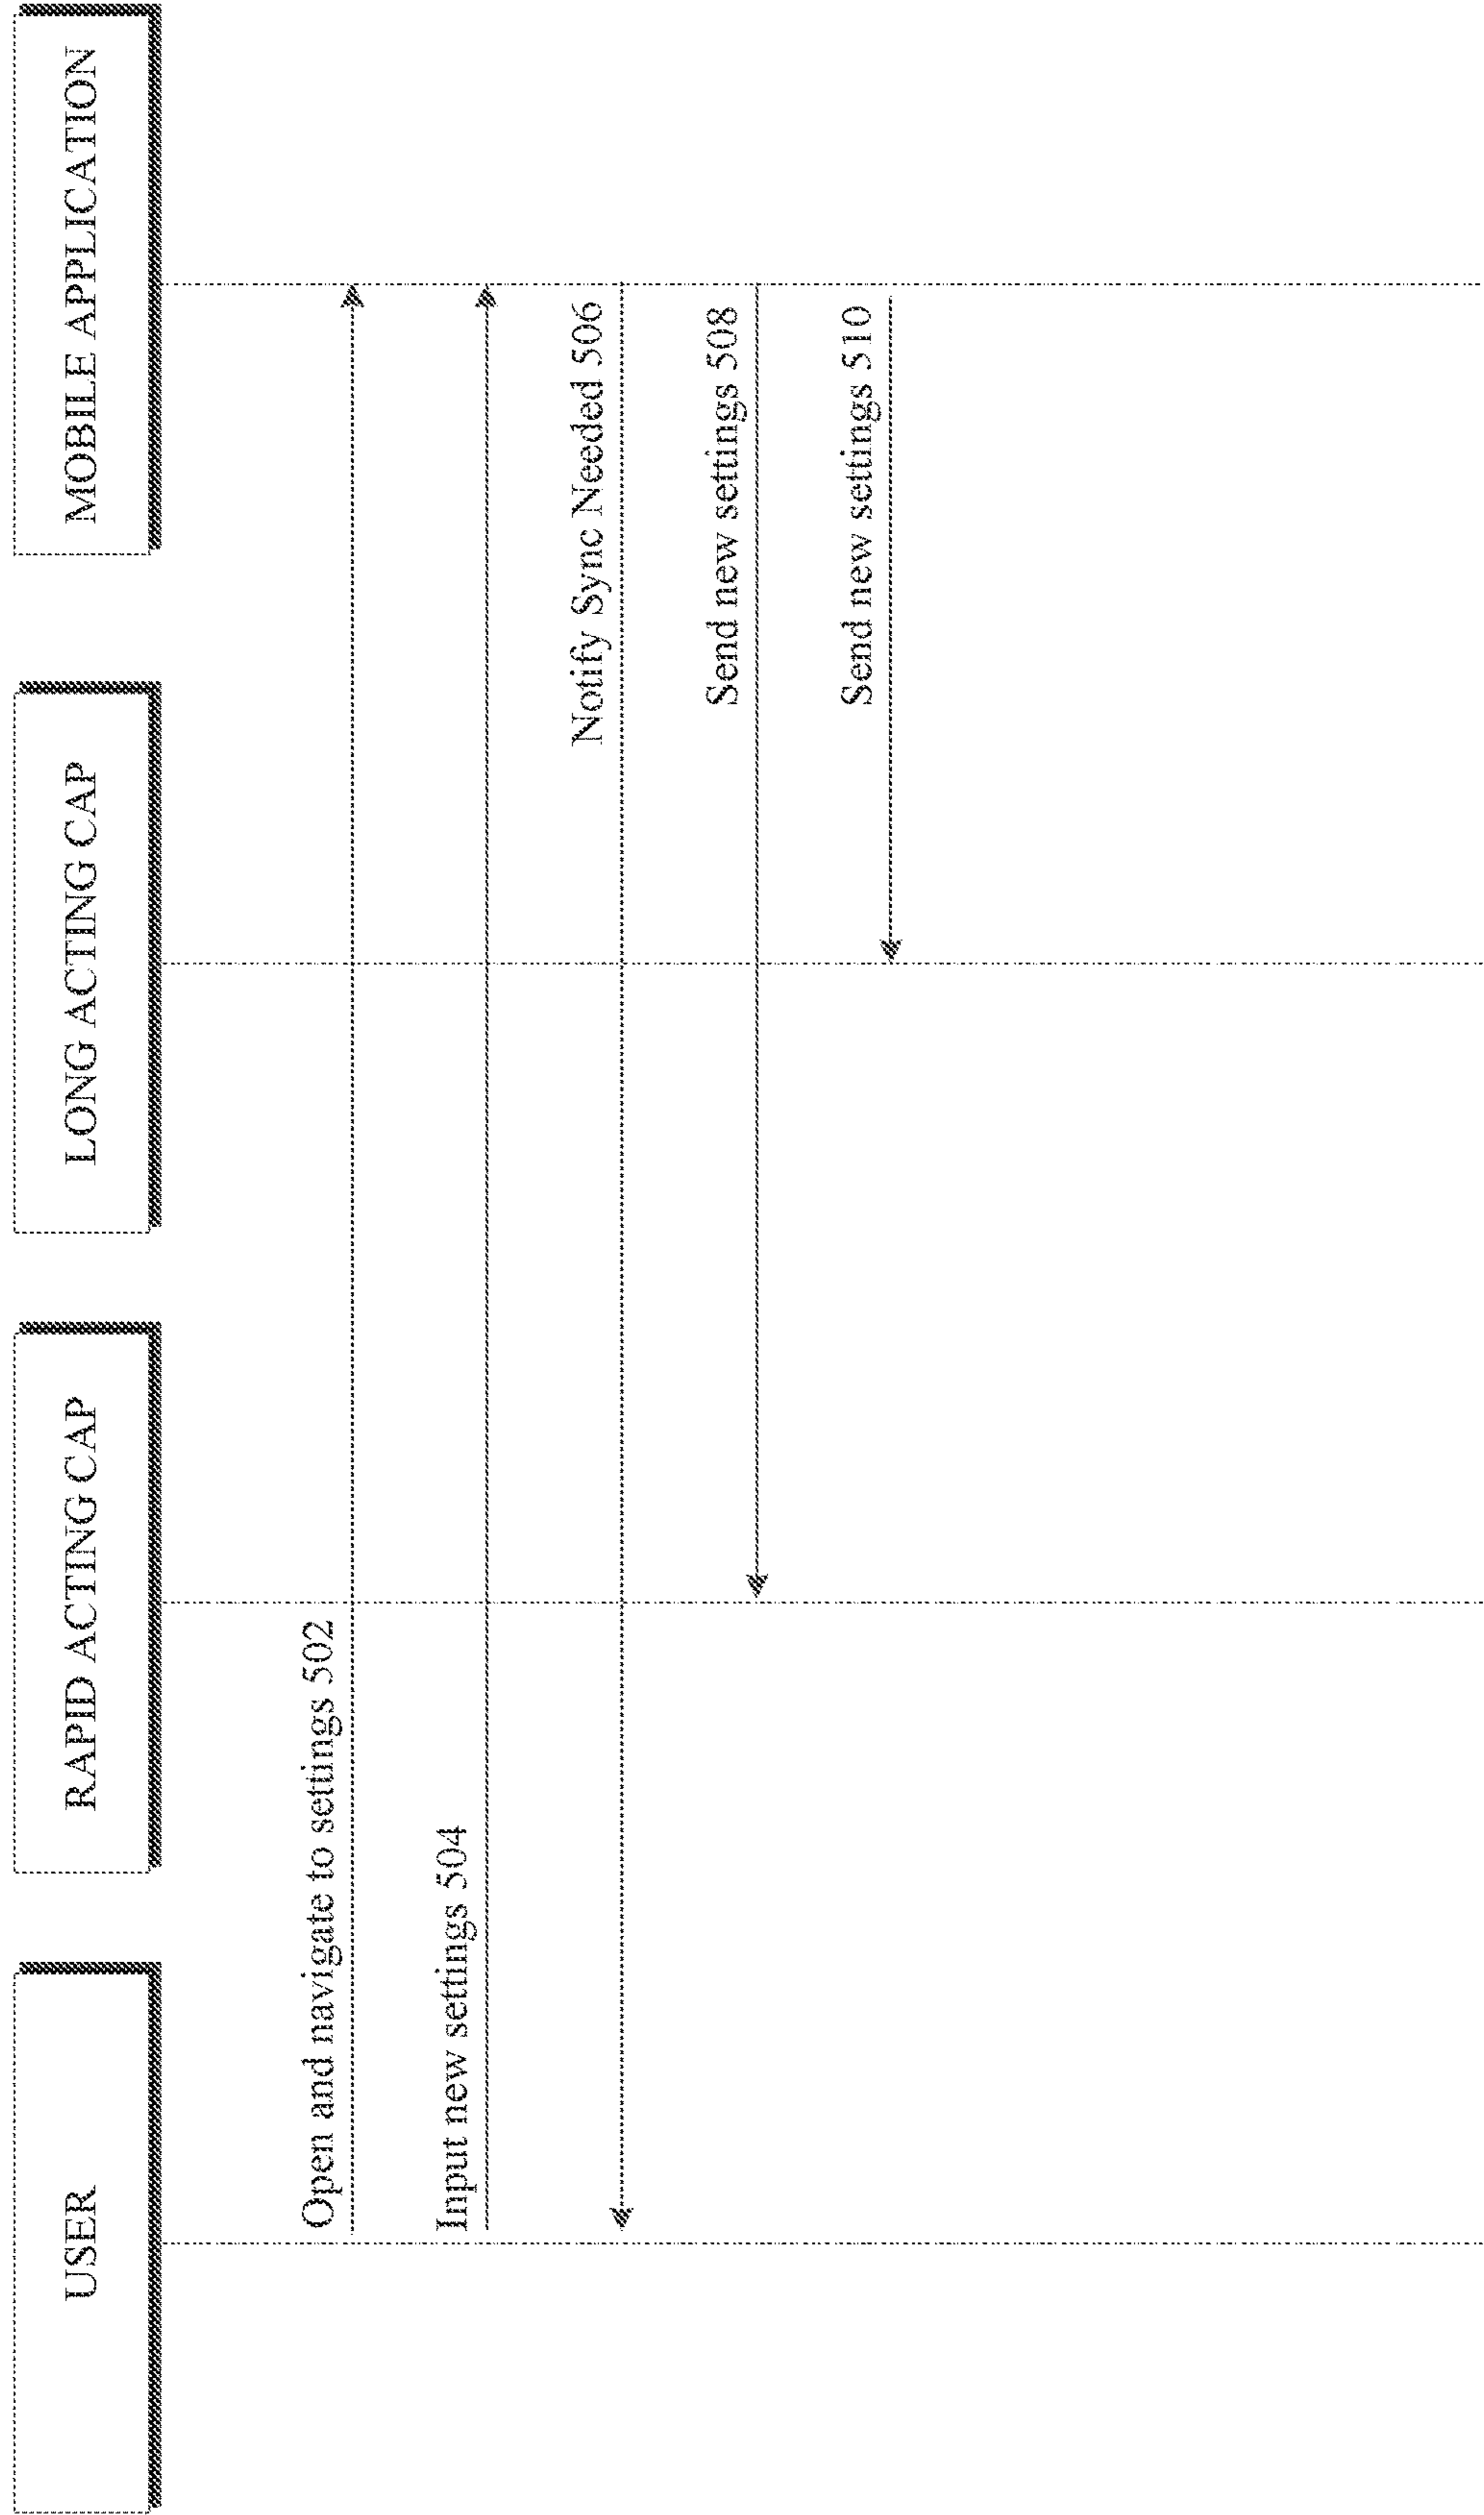 USER
RAPID ACTING CAP
LONG ACTING CAP
MOBILE APPLICATION
Open and navigate to settings 502
Input new settings 504
Notify Sync Needed 506
Send new settings 508
Send new settings 510